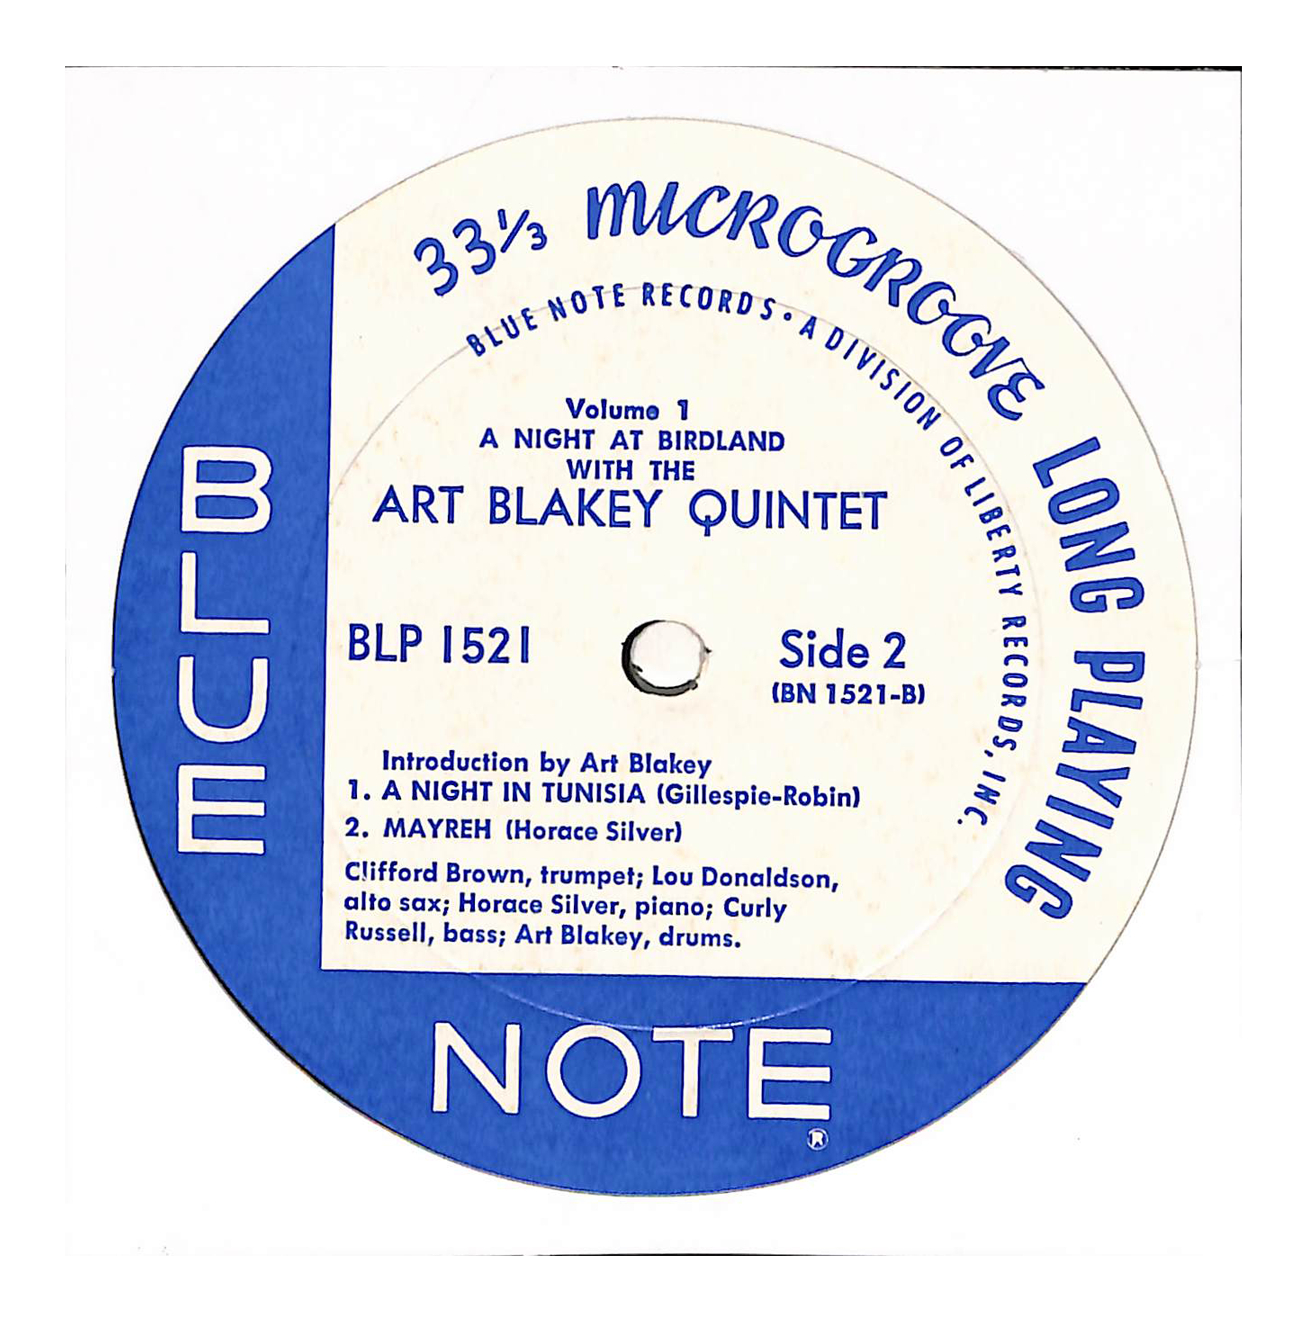 33⅓ MICROGROOVE LONG PLAYING
BLUE NOTE RECORDS • A DIVISION OF LIBERTY RECORDS, INC.
Volume 1
A NIGHT AT BIRDLAND
WITH THE
ART BLAKEY QUINTET
BLP 1521
Side 2
(BN 1521-B)
Introduction by Art Blakey
1. A NIGHT IN TUNISIA (Gillespie-Robin)
2. MAYREH (Horace Silver)
Clifford Brown, trumpet; Lou Donaldson,
alto sax; Horace Silver, piano; Curly
Russell, bass; Art Blakey, drums.
BLUE
NOTE
®